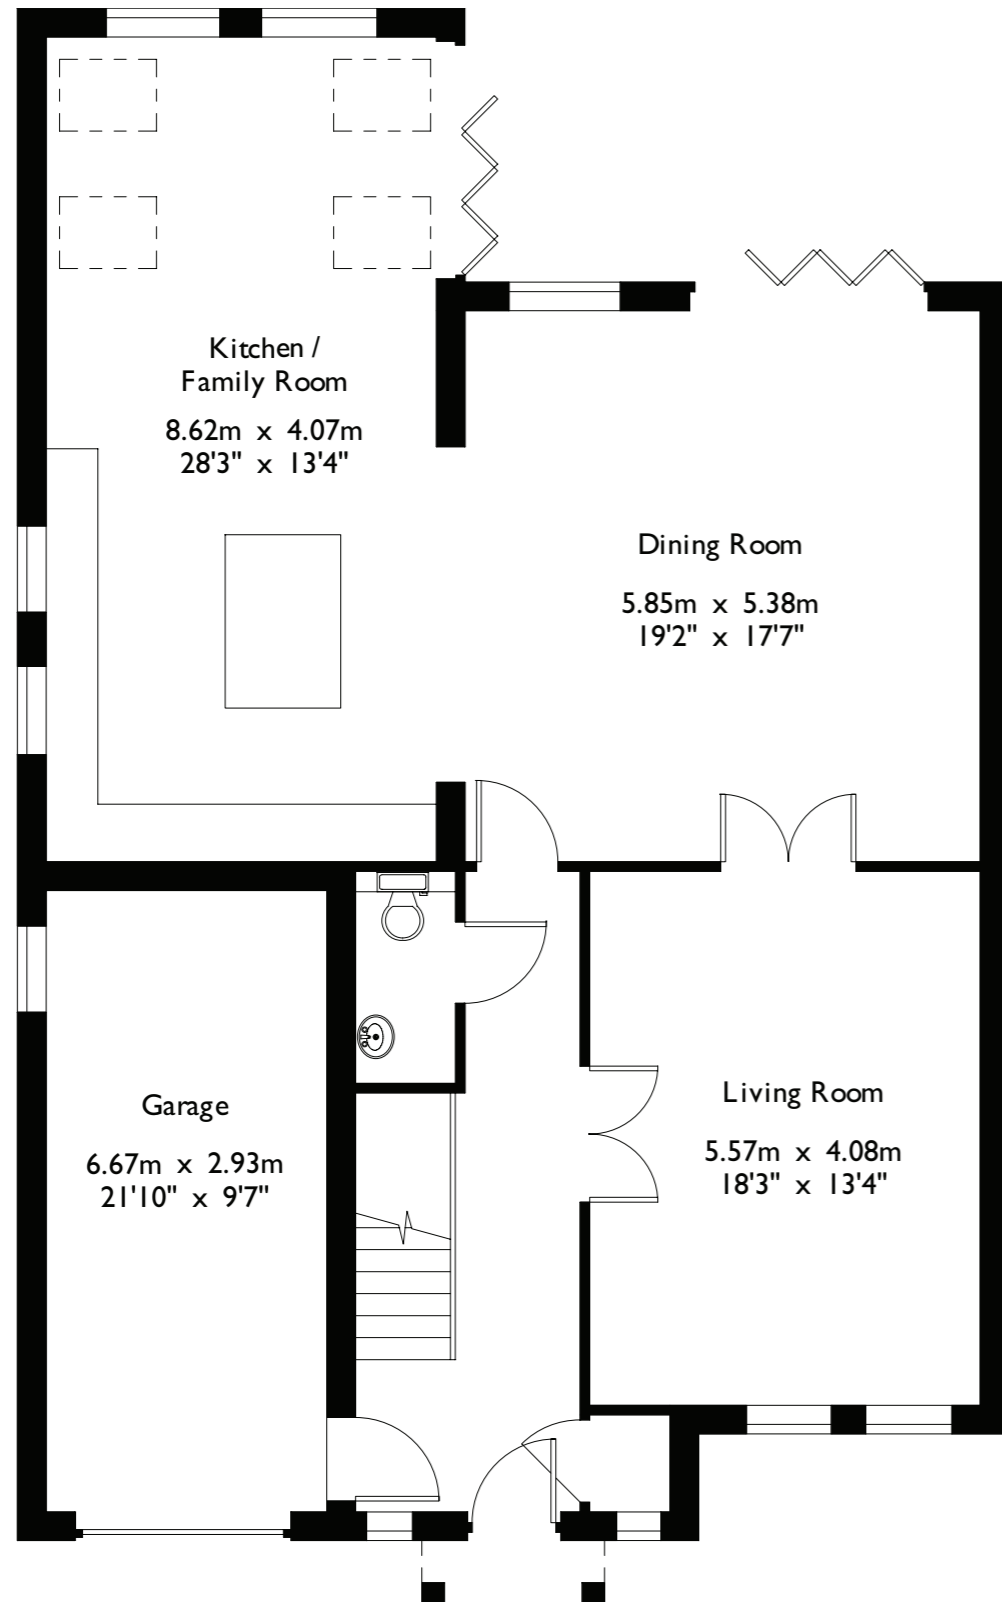 Kitchen /
Family Room
8.62m x 4.07m
28'3" x 13'4"
Dining Room
5.85m x 5.38m
19'2" x 17'7"
Garage
6.67m x 2.93m
21'10" x 9'7"
Living Room
5.57m x 4.08m
18'3" x 13'4"